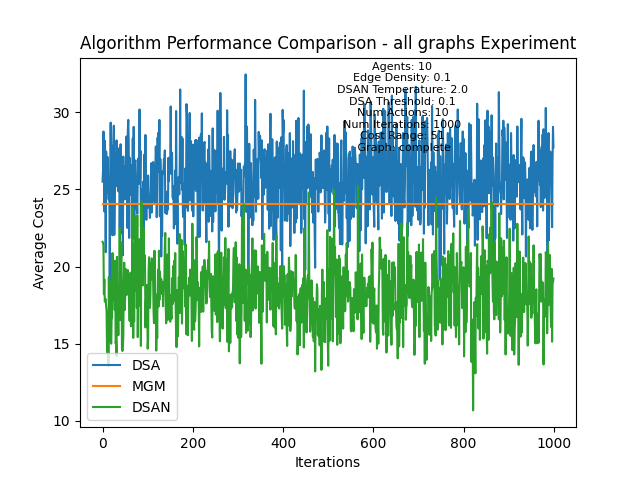 Algorithm Performance Comparison - all graphs Experiment
Agents: 10
Edge Density: 0.1
DSAN Temperature: 2.0
DSA Threshold: 0.1
Num Actions: 10
Num Iterations: 1000
Cost Range: 51
Graph: complete
Average Cost
30
25
20
15
10
DSA
MGM
DSAN
0
200
400
600
800
1000
Iterations